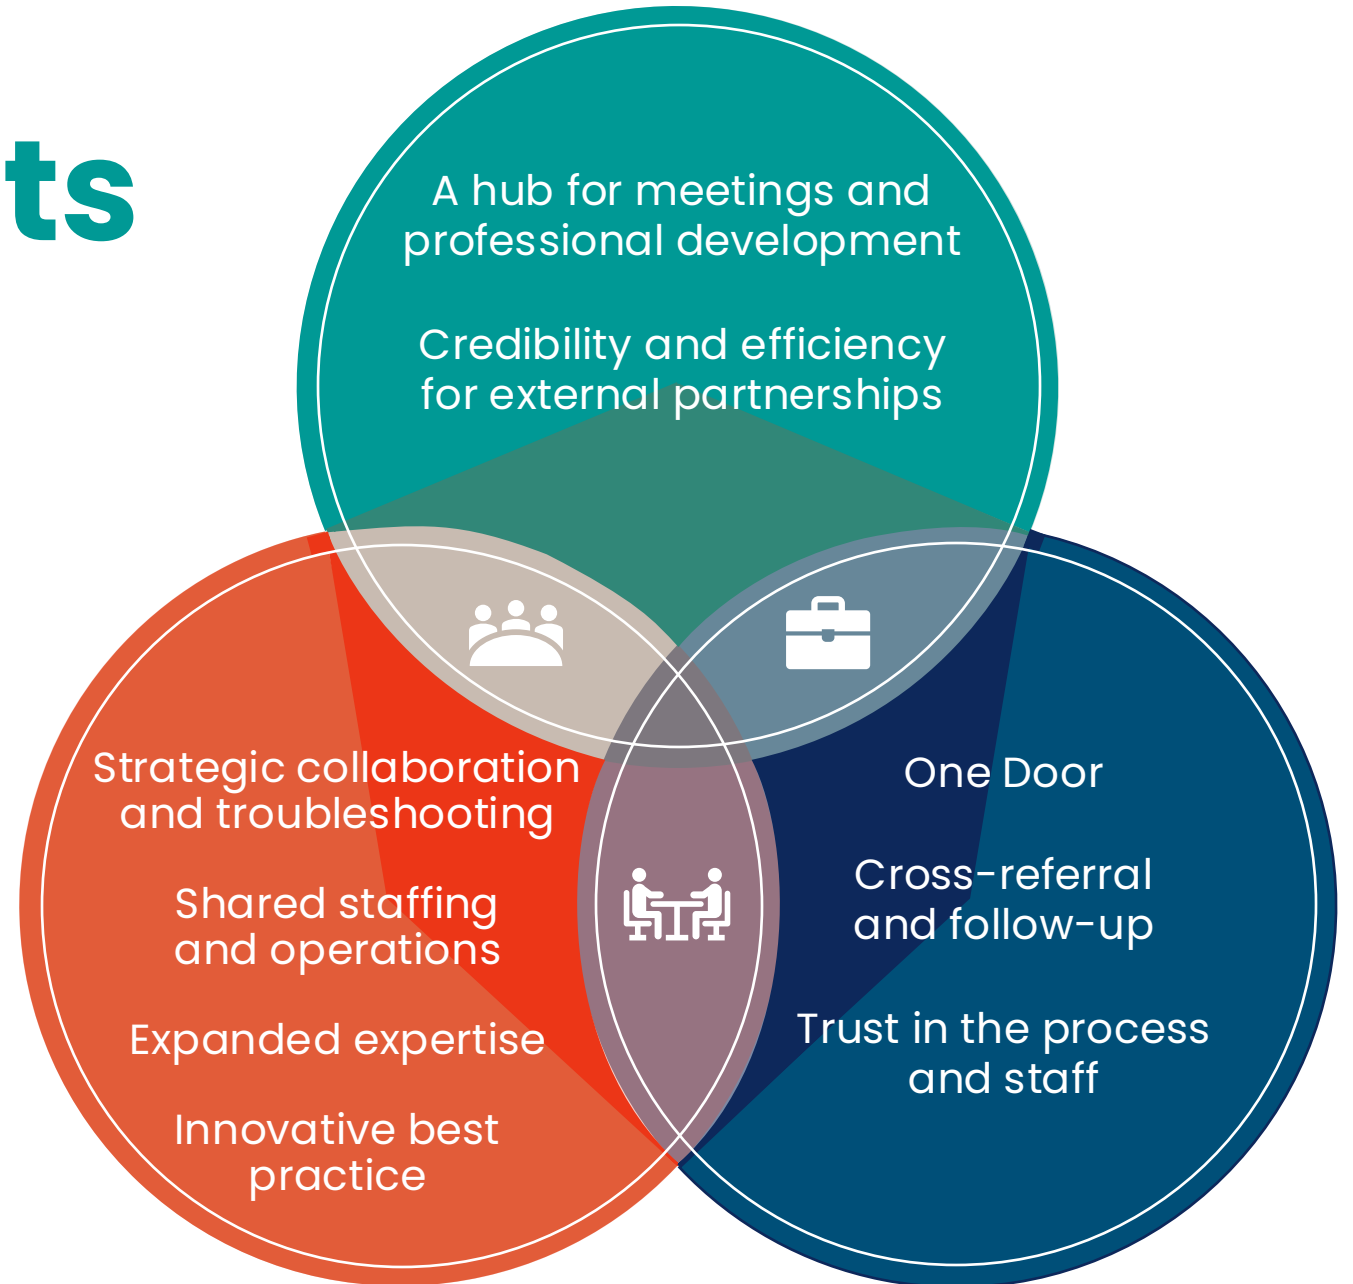 ts
A hub for meetings and
professional development
Credibility and efficiency
for external partnerships
Strategic collaboration
and troubleshooting
Shared staffing
and operations
Expanded expertise
Innovative best
practice
One Door
Cross-referral
and follow-up
Trust in the process
and staff